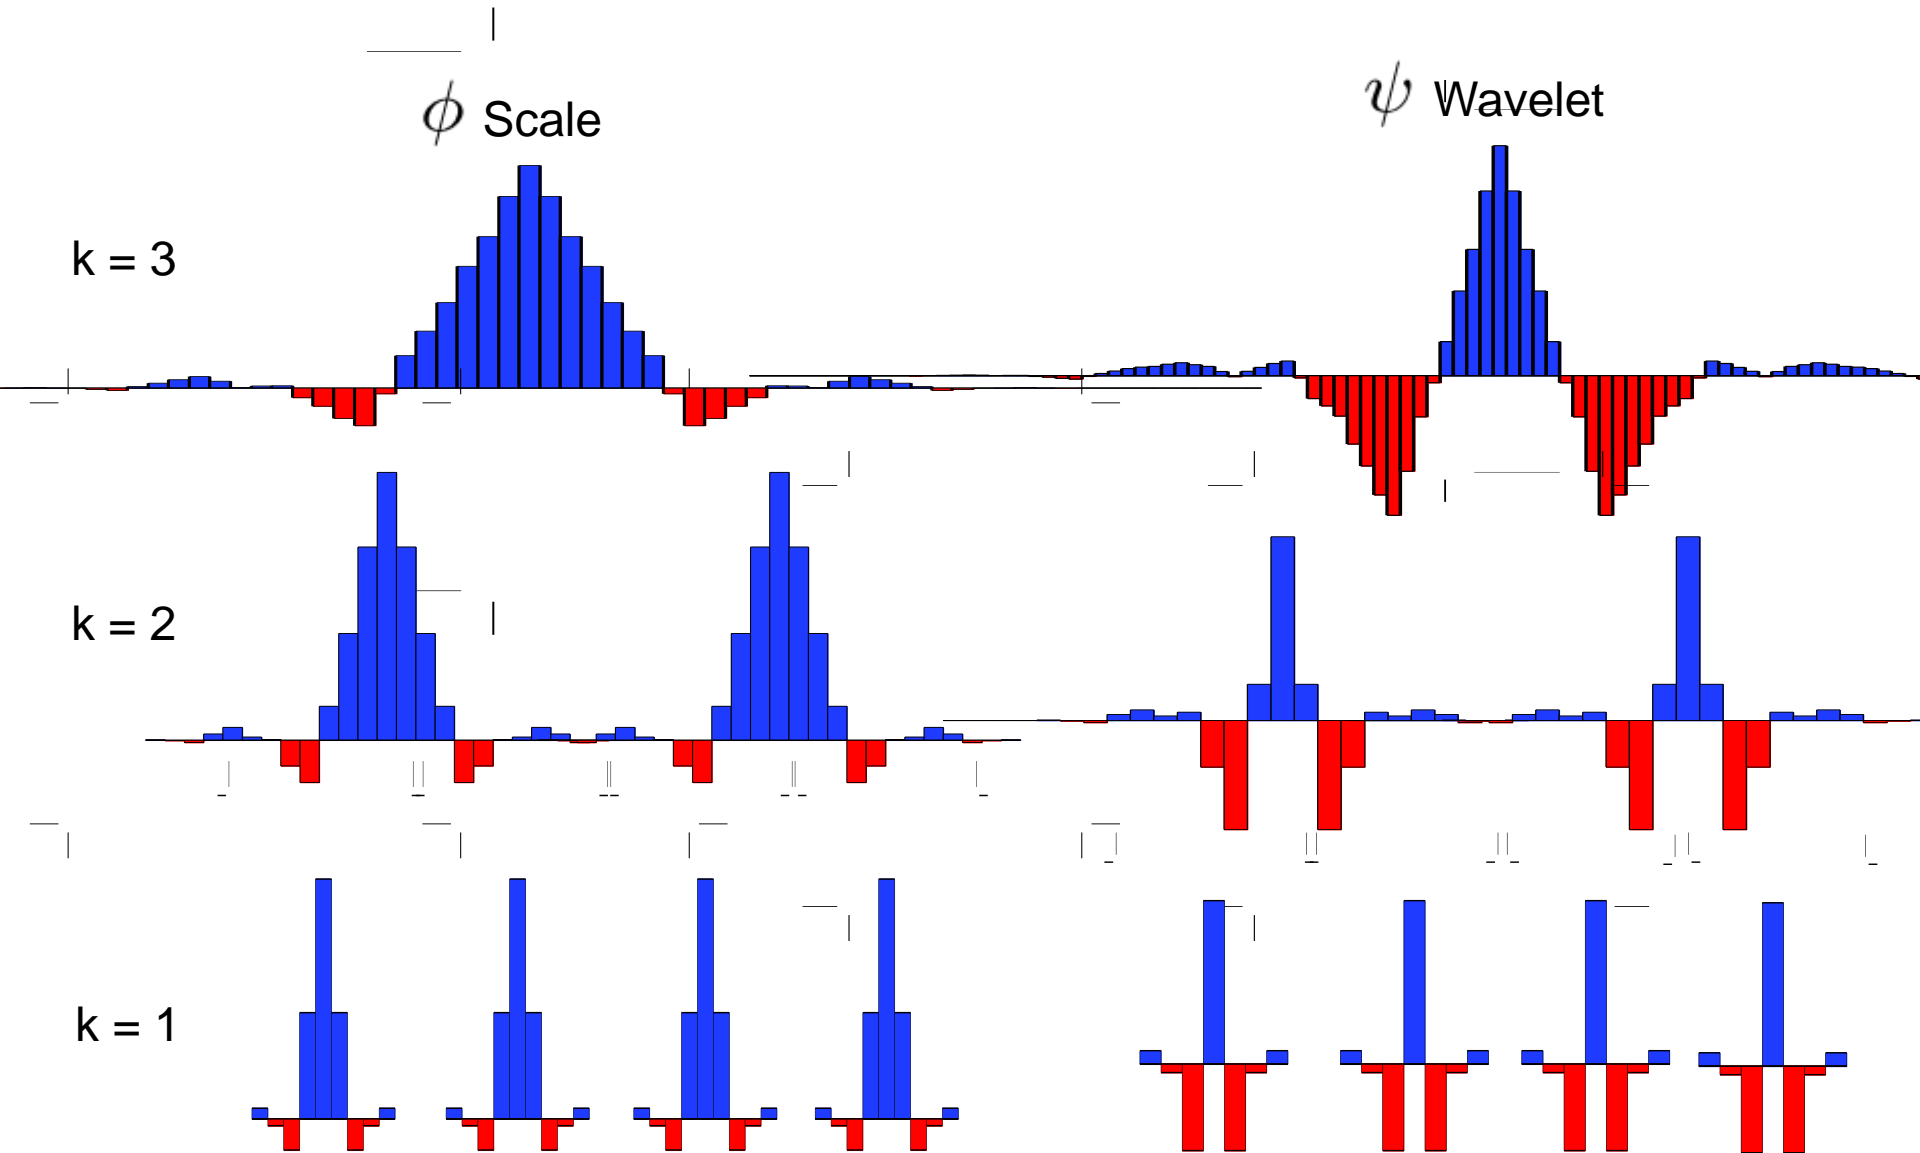 ϕ Scale
ψ Wavelet
k = 3
k = 2
k = 1